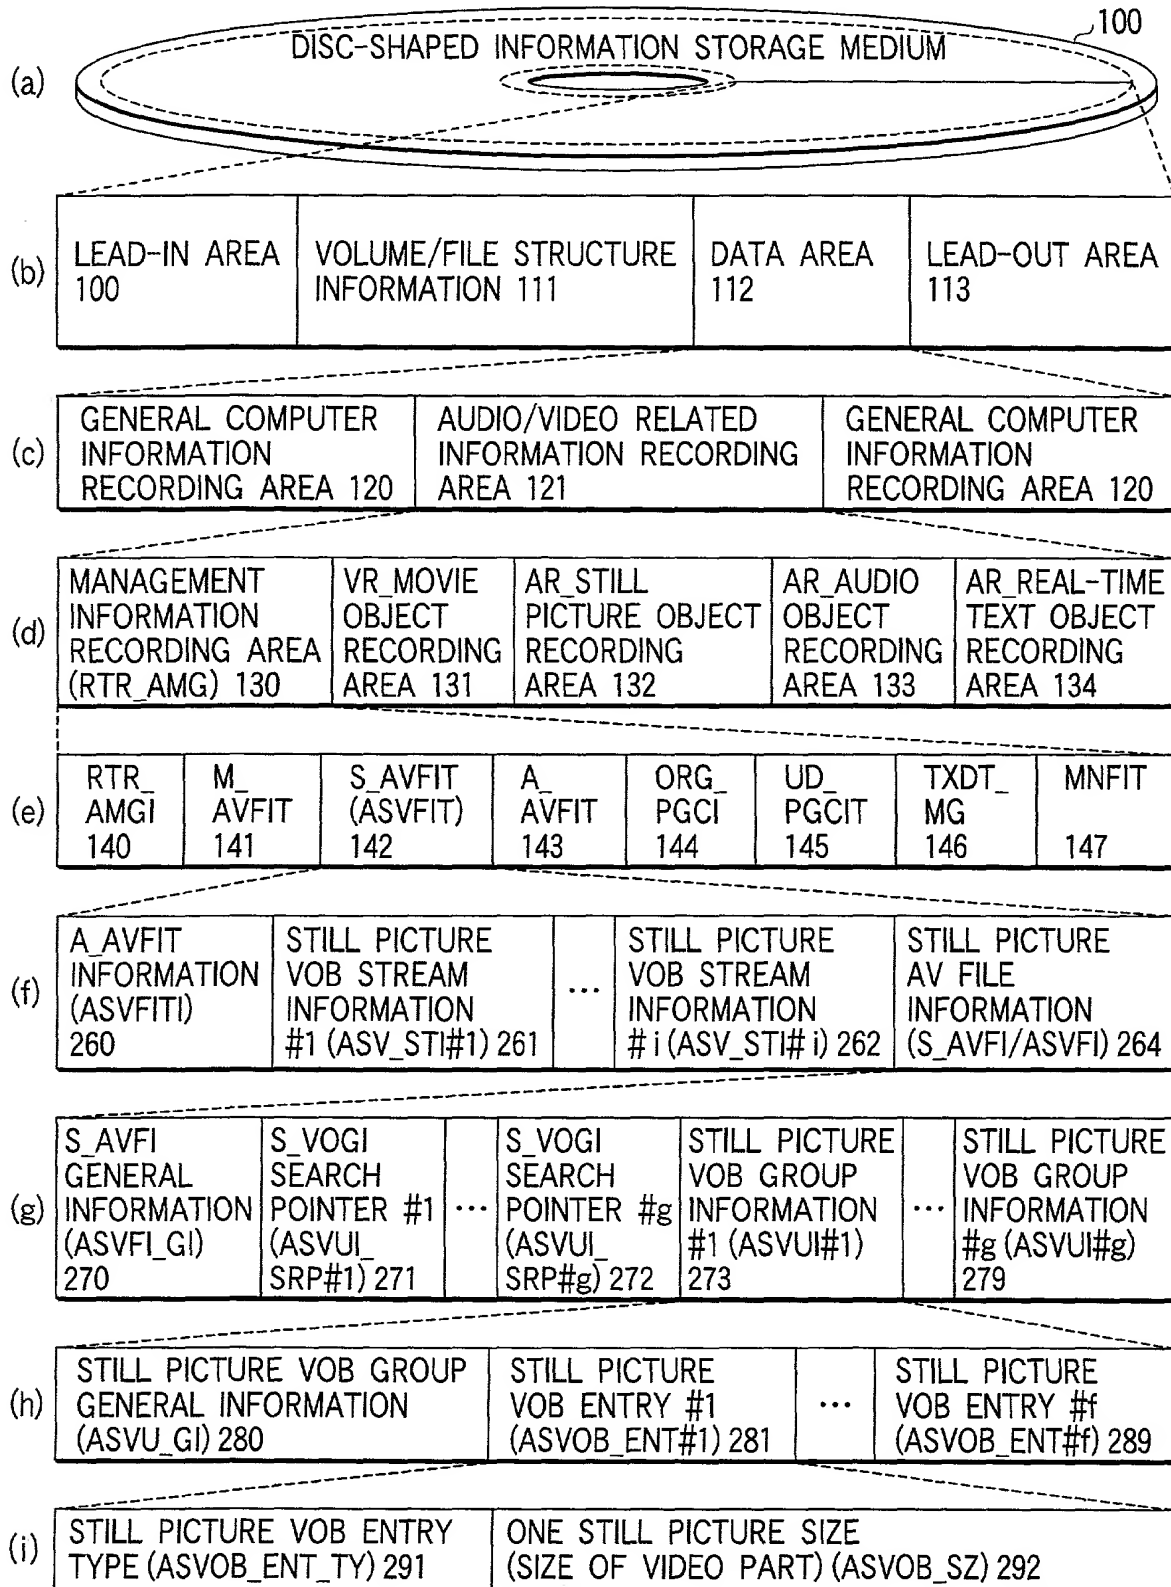 100
DISC-SHAPED INFORMATION STORAGE MEDIUM
(a)
(b)
LEAD-IN AREA
100
VOLUME/FILE STRUCTURE
INFORMATION 111
DATA AREA
112
LEAD-OUT AREA
113
(c)
GENERAL COMPUTER
INFORMATION
RECORDING AREA 120
AUDIO/VIDEO RELATED
INFORMATION RECORDING
AREA 121
GENERAL COMPUTER
INFORMATION
RECORDING AREA 120
(d)
MANAGEMENT
INFORMATION
RECORDING AREA
(RTR_AMG) 130
VR_MOVIE
OBJECT
RECORDING
AREA 131
AR_STILL
PICTURE OBJECT
RECORDING
AREA 132
AR_AUDIO
OBJECT
RECORDING
AREA 133
AR_REAL-TIME
TEXT OBJECT
RECORDING
AREA 134
(e)
RTR_
AMGI
140
M_
AVFIT
141
S_AVFIT
(ASVFIT)
142
A_
AVFIT
143
ORG_
PGCI
144
UD_
PGCIT
145
TXDT_
MG
146
MNFIT
147
(f)
A_AVFIT
INFORMATION
(ASVFITI)
260
STILL PICTURE
VOB STREAM
INFORMATION
#1 (ASV_STI#1) 261
...
STILL PICTURE
VOB STREAM
INFORMATION
# i (ASV_STI# i) 262
STILL PICTURE
AV FILE
INFORMATION
(S_AVFI/ASVFI) 264
(g)
S_AVFI
GENERAL
INFORMATION
(ASVFI_GI)
270
S_VOGI
SEARCH
POINTER #1
(ASVUI_
SRP#1) 271
...
S_VOGI
SEARCH
POINTER #g
(ASVUI_
SRP#g) 272
STILL PICTURE
VOB GROUP
INFORMATION
#1 (ASVUI#1)
273
...
STILL PICTURE
VOB GROUP
INFORMATION
#g (ASVUI#g)
279
(h)
STILL PICTURE VOB GROUP
GENERAL INFORMATION
(ASVU_GI) 280
STILL PICTURE
VOB ENTRY #1
(ASVOB_ENT#1) 281
...
STILL PICTURE
VOB ENTRY #f
(ASVOB_ENT#f) 289
(i)
STILL PICTURE VOB ENTRY
TYPE (ASVOB_ENT_TY) 291
ONE STILL PICTURE SIZE
(SIZE OF VIDEO PART) (ASVOB_SZ) 292